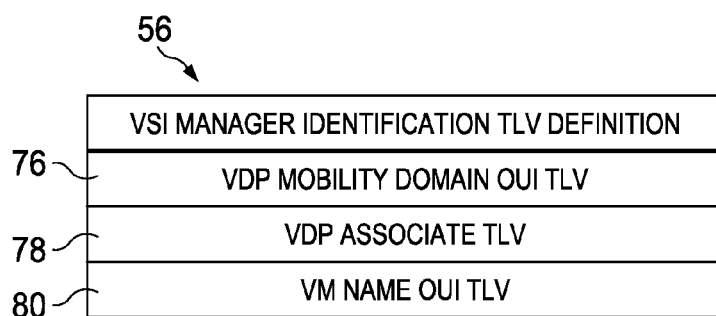 56
VSI MANAGER IDENTIFICATION TLV DEFINITION
76 VDP MOBILITY DOMAIN OUI TLV
78 VDP ASSOCIATE TLV
80 VM NAME OUI TLV